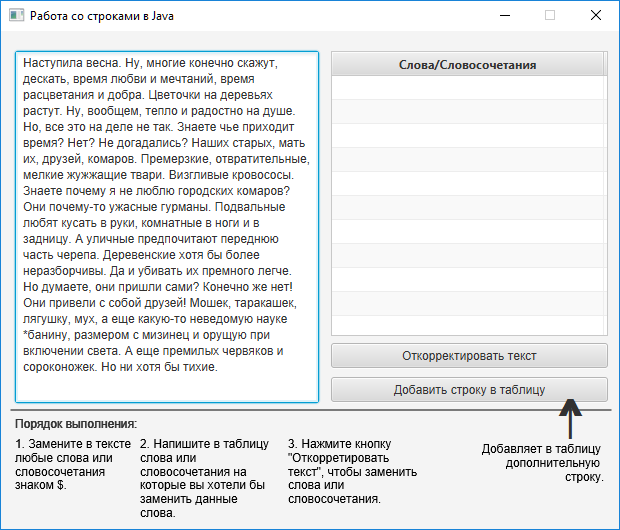 Работа со строками в Java
Наступила весна. Ну, многие конечно скажут,
дескать, время любви и мечтаний, время
расцветания и добра. Цветочки на деревьях
растут. Ну, вообщем, тепло и радостно на душе.
Но, все это на деле не так. Знаете чье приходит
время? Нет? Не догадались? Наших старых, мать
их, друзей, комаров. Премерзкие, отвратительные,
мелкие жужжащие твари. Визгливые кровососы.
Знаете почему я не люблю городских комаров?
Они почему-то ужасные гурманы. Подвальные
любят кусать в руки, комнатные в ноги и в
задницу. А уличные предпочитают переднюю
часть черепа. Деревенские хотя бы более
неразборчивы. Да и убивать их премного легче.
Но думаете, они пришли сами? Конечно же нет!
Они привели с собой друзей! Мошек, таракашек,
лягушку, мух, а еще какую-то неведомую науке
*банину, размером с мизинец и орущую при
включении света. А еще премилых червяков и
сороконожек. Но ни хотя бы тихие.
Слова/Словосочетания
Откорректировать текст
Добавить строку в таблицу
Порядок выполнения:
1. Замените в тексте
любые слова или
словосочетания
знаком $.
2. Напишите в таблицу
слова или
словосочетания на
которые вы хотели бы
заменить данные
слова.
3. Нажмите кнопку
"Откорретировать
текст", чтобы заменить
слова или
словосочетания.
Добавляет в таблицу
дополнительную
строку.